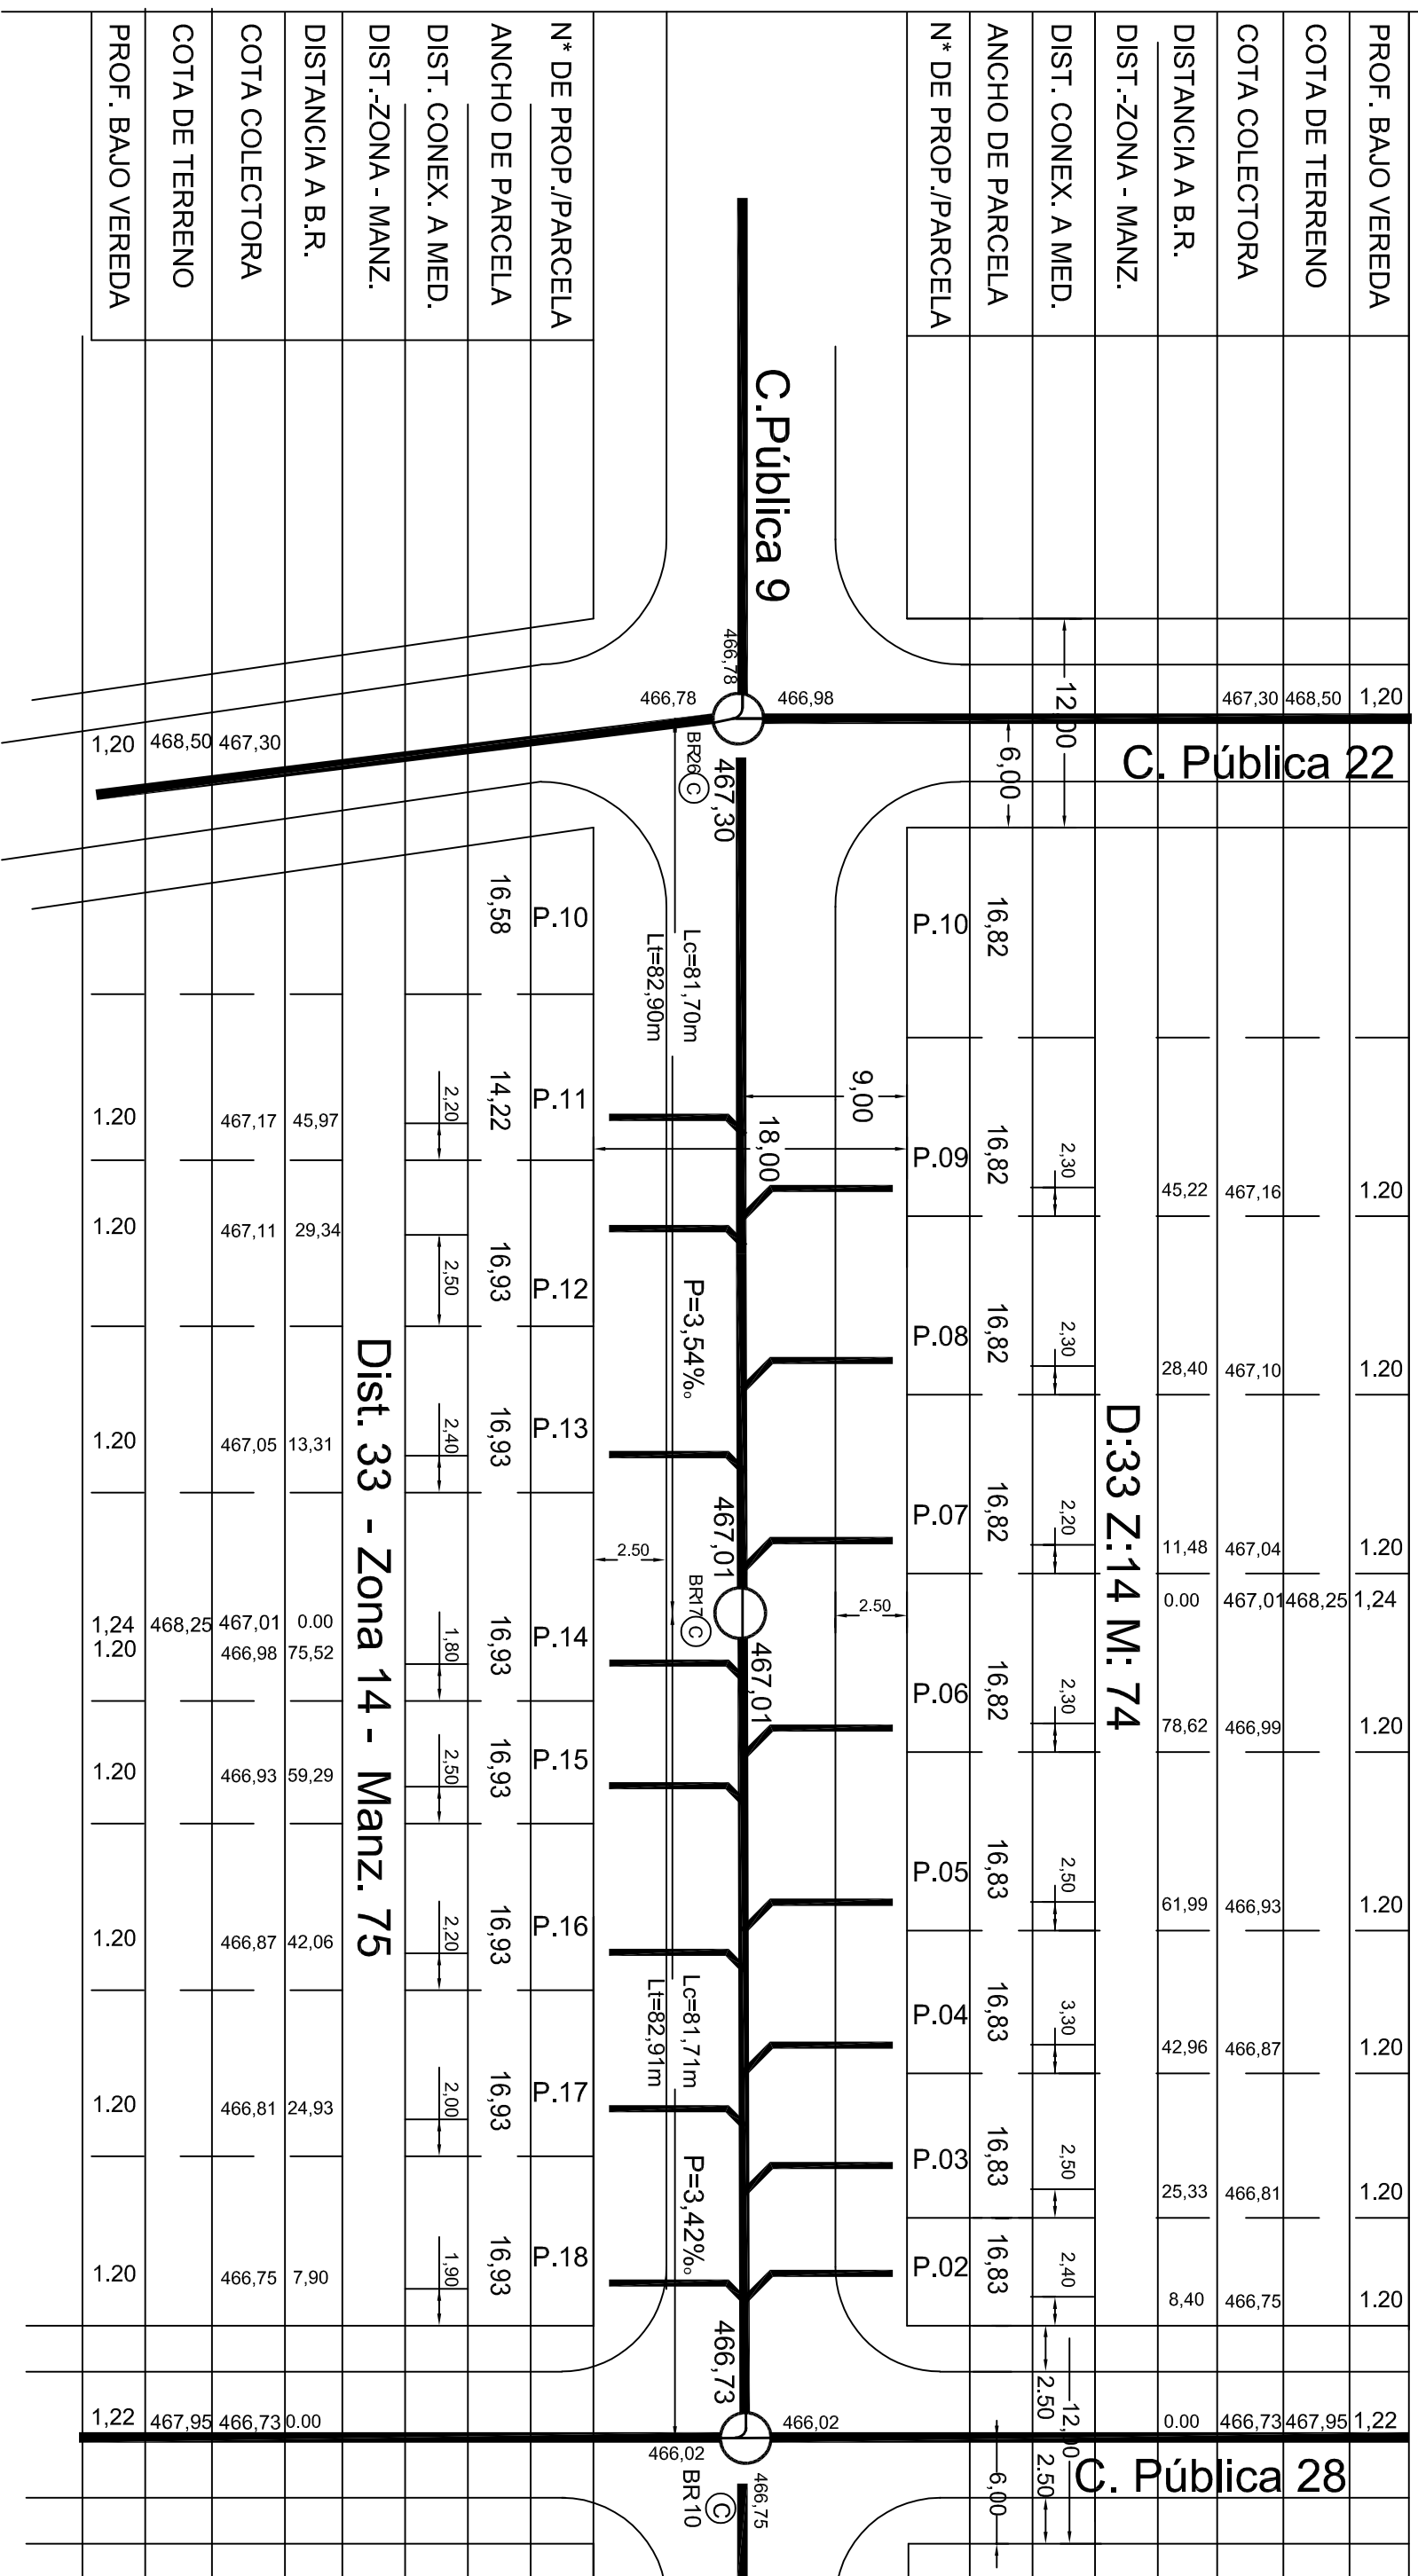 PROF. BAJO VEREDA
COTA DE TERRENO
COTA COLECTORA
DISTANCIA A B.R.
DIST.-ZONA - MANZ.
DIST. CONEX. A MED.
ANCHO DE PARCELA
N* DE PROP./PARCELA
N* DE PROP./PARCELA
ANCHO DE PARCELA
DIST. CONEX. A MED.
DIST.-ZONA - MANZ.
DISTANCIA A B.R.
COTA COLECTORA
COTA DE TERRENO
PROF. BAJO VEREDA
C.Pública 9
466,78
466,78
466,98
12,00
6,00
467,30 468,50 1,20
C. Pública 22
1,20 468,50 467,30
BR26 C
467,30
16,58 P.10
P.10 16,82
Lc=81,70m
Lt=82,90m
9,00
18,00
1.20 467,17 45,97 2,20 14,22 P.11
P.09 16,82 2,30 45,22 467,16 1.20
1.20 467,11 29,34 2,50 16,93 P.12
P=3,54‰
P.08 16,82 2,30 28,40 467,10 1.20
1.20 467,05 13,31 2,40 16,93 P.13
Dist. 33 - Zona 14 - Manz. 75
D:33 Z:14 M: 74
P.07 16,82 2,20 11,48 467,04 1.20
467,01
2.50
BR17 C
2.50
0.00 467,01 468,25 1,24
1,24 468,25 467,01 0.00
1.20 466,98 75,52 1,80 16,93 P.14
467,01
P.06 16,82 2,30 78,62 466,99 1.20
1.20 466,93 59,29 2,50 16,93 P.15
P.05 16,83 2,50 61,99 466,93 1.20
1.20 466,87 42,06 2,20 16,93 P.16
Lc=81,71m
Lt=82,91m
P.04 16,83 3,30 42,96 466,87 1.20
1.20 466,81 24,93 2,00 16,93 P.17
P=3,42‰
P.03 16,83 2,50 25,33 466,81 1.20
1.20 466,75 7,90 1,90 16,93 P.18
P.02 16,83 2,40 8,40 466,75 1.20
466,73
2.50
12,00
2.50
6,00
1,22 467,95 466,73 0.00
466,02
0.00 466,73 467,95 1,22
466,02
BR10 C
466,75
C. Pública 28